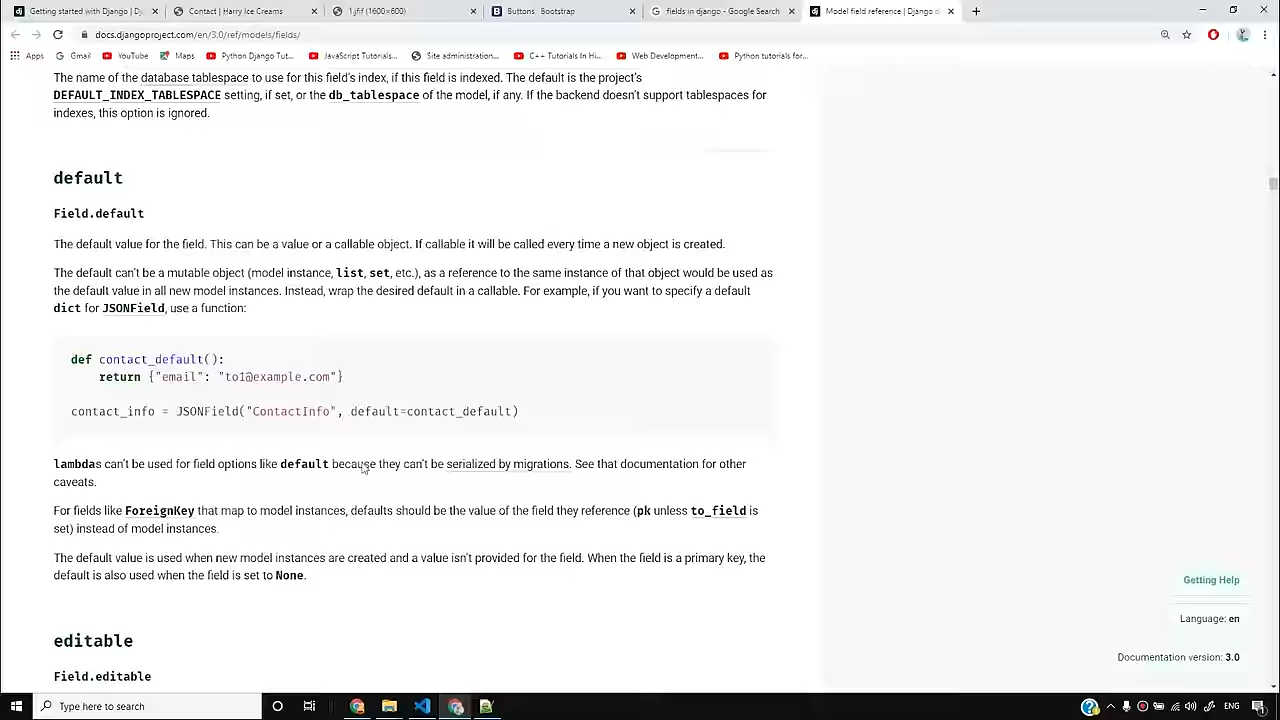 Getting started with Django | Dj
Contact | Harry Ice Creams
1.jfif (1600×600)
Buttons · Bootstrap
fields in django - Google Search
Model field reference | Django d
docs.djangoproject.com/en/3.0/ref/models/fields/
Apps
Gmail
YouTube
Maps
Python Django Tut...
JavaScript Tutorials...
Site administration...
C++ Tutorials In Hi...
Web Development...
Python tutorials for...
The name of the database tablespace to use for this field's index, if this field is indexed. The default is the project's
DEFAULT_INDEX_TABLESPACE setting, if set, or the db_tablespace of the model, if any. If the backend doesn't support tablespaces for
indexes, this option is ignored.
default
Field.default
The default value for the field. This can be a value or a callable object. If callable it will be called every time a new object is created.
The default can't be a mutable object (model instance, list, set, etc.), as a reference to the same instance of that object would be used as
the default value in all new model instances. Instead, wrap the desired default in a callable. For example, if you want to specify a default
dict for JSONField, use a function:
def contact_default():
return {"email": "to1@example.com"}
contact_info = JSONField("ContactInfo", default=contact_default)
lambdas can't be used for field options like default because they can't be serialized by migrations. See that documentation for other
caveats.
For fields like ForeignKey that map to model instances, defaults should be the value of the field they reference (pk unless to_field is
set) instead of model instances.
The default value is used when new model instances are created and a value isn't provided for the field. When the field is a primary key, the
default is also used when the field is set to None.
editable
Field.editable
Getting Help
Language: en
Documentation version: 3.0
Type here to search
ENG